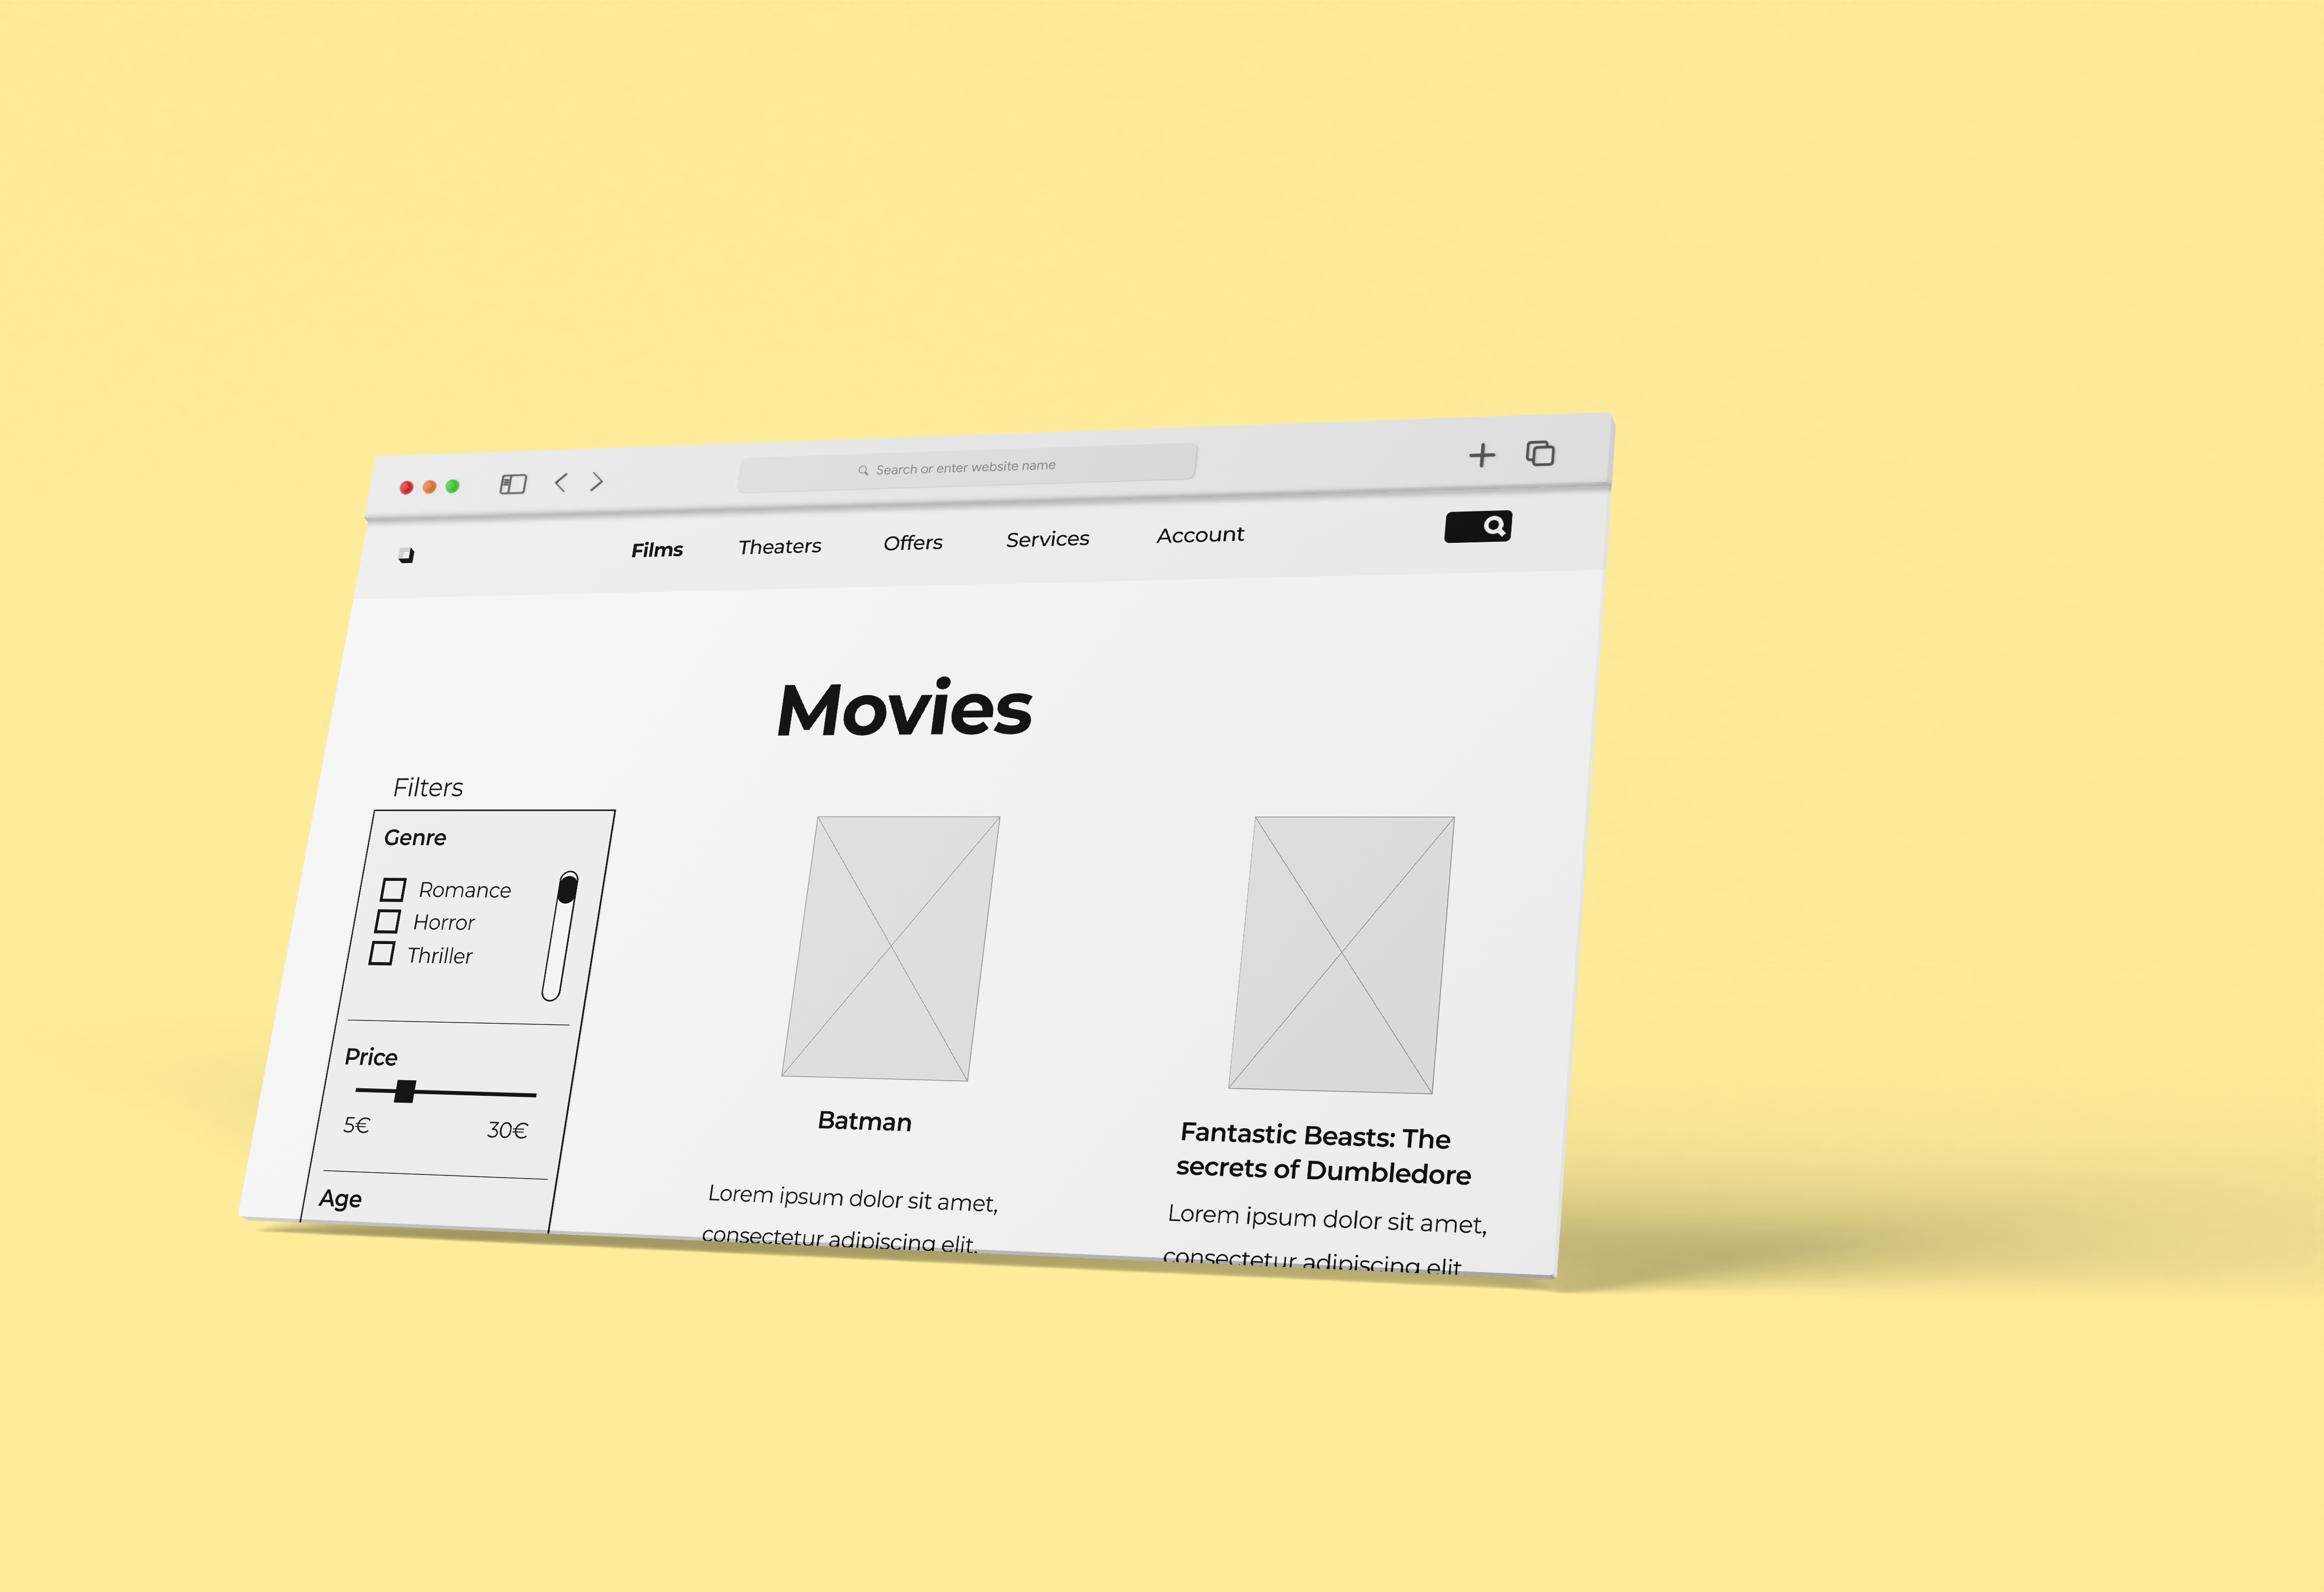 Search or enter website name
Films Theaters Offers Services Account
Movies
Filters
Genre
Romance
Horror
Thriller
Price
5€ 30€
Age
Batman
Lorem ipsum dolor sit amet,
consectetur adipiscing elit.
Fantastic Beasts: The
secrets of Dumbledore
Lorem ipsum dolor sit amet,
consectetur adipiscing elit